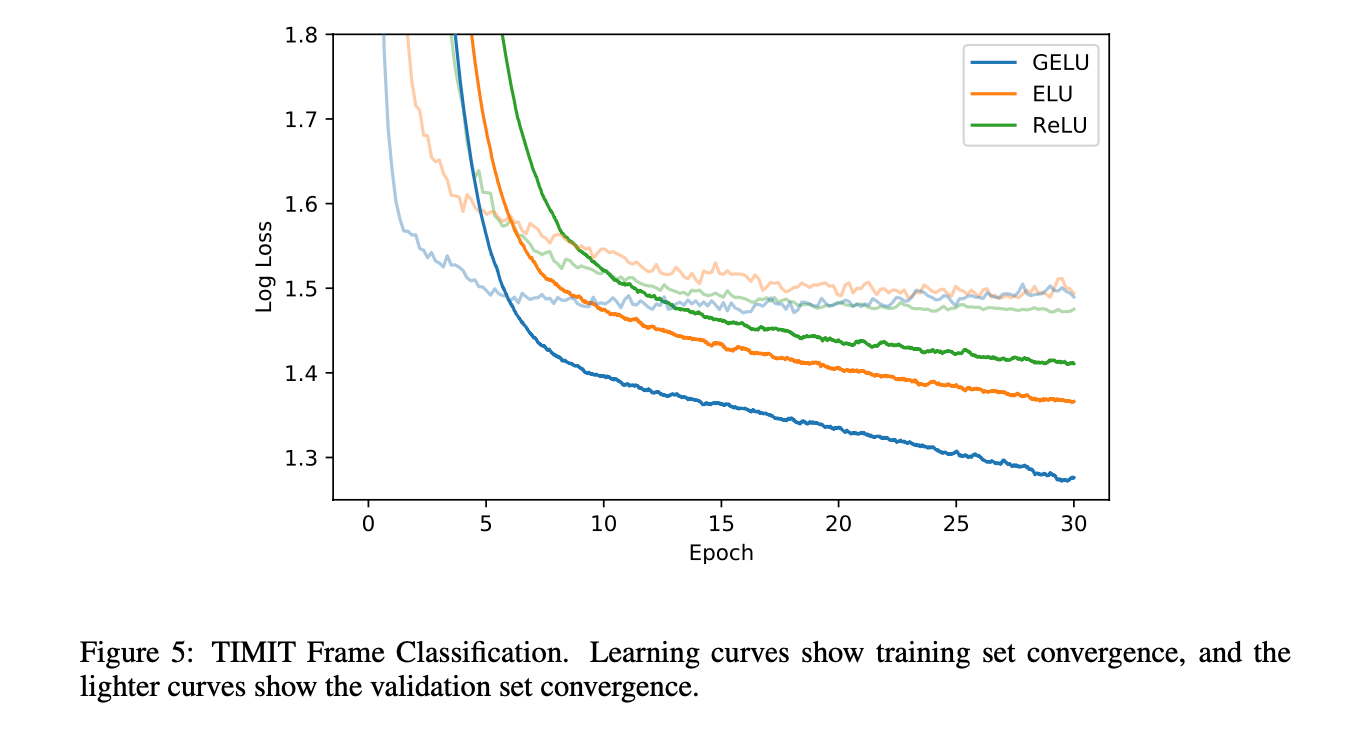 1.8
1.7
1.6
1.5
1.4
1.3
Log Loss
GELU
ELU
ReLU
0 5 10 15 20 25 30
Epoch
Figure 5: TIMIT Frame Classification. Learning curves show training set convergence, and the
lighter curves show the validation set convergence.